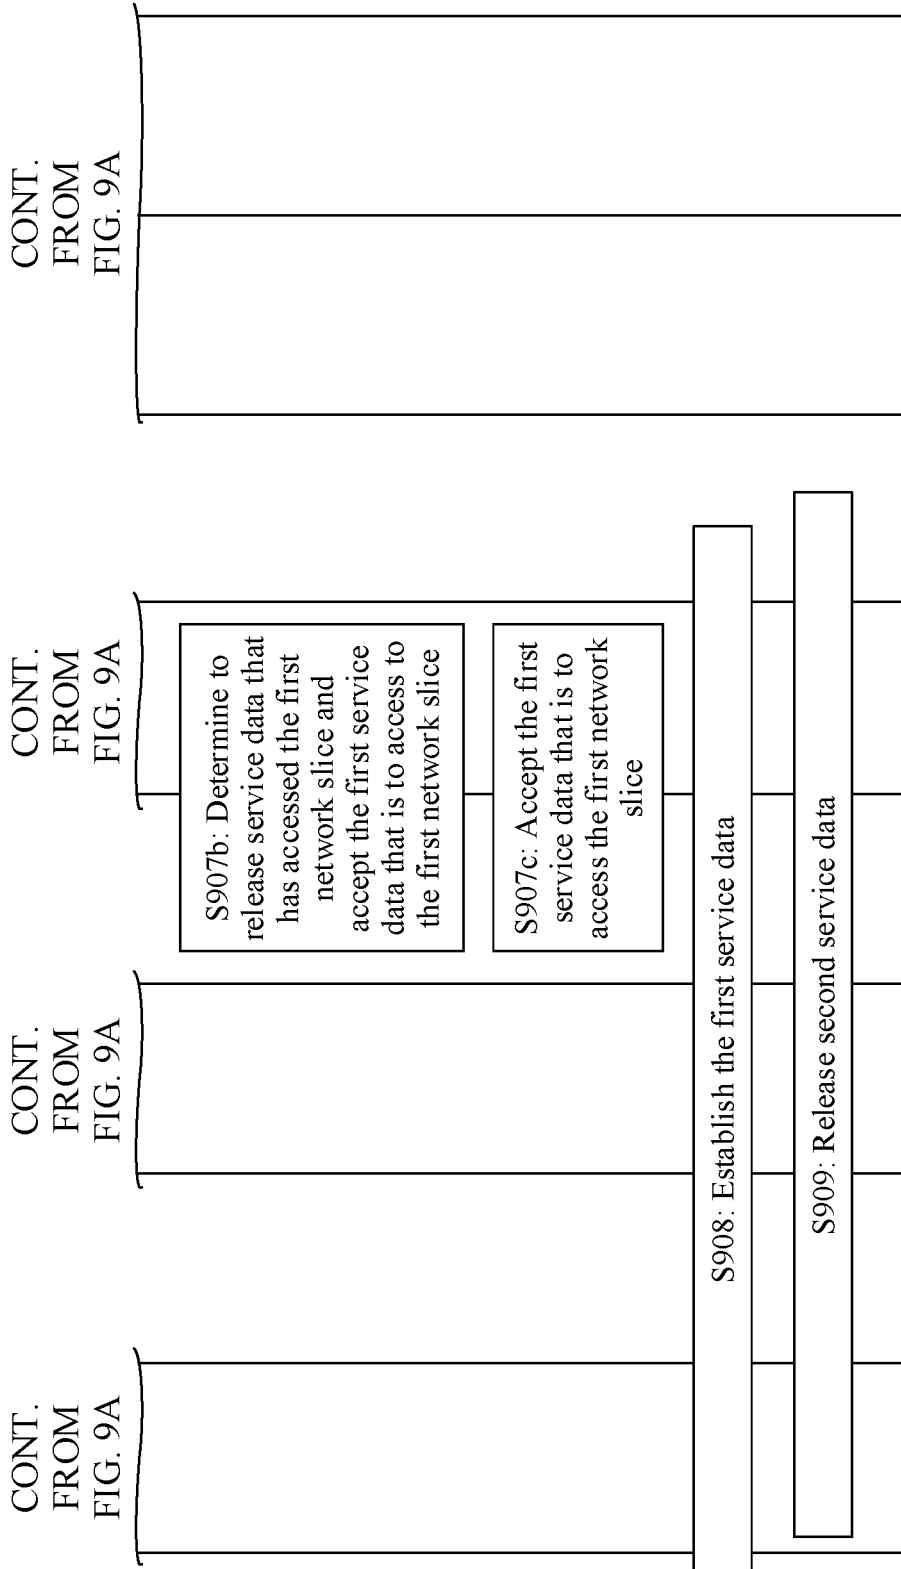 CONT.
FROM
FIG. 9A
CONT.
FROM
FIG. 9A
CONT.
FROM
FIG. 9A
CONT.
FROM
FIG. 9A
S907b: Determine to
release service data that
has accessed the first
network slice and
accept the first service
data that is to access to
the first network slice
S907c: Accept the first
service data that is to
access the first network
slice
S908: Establish the first service data
S909: Release second service data